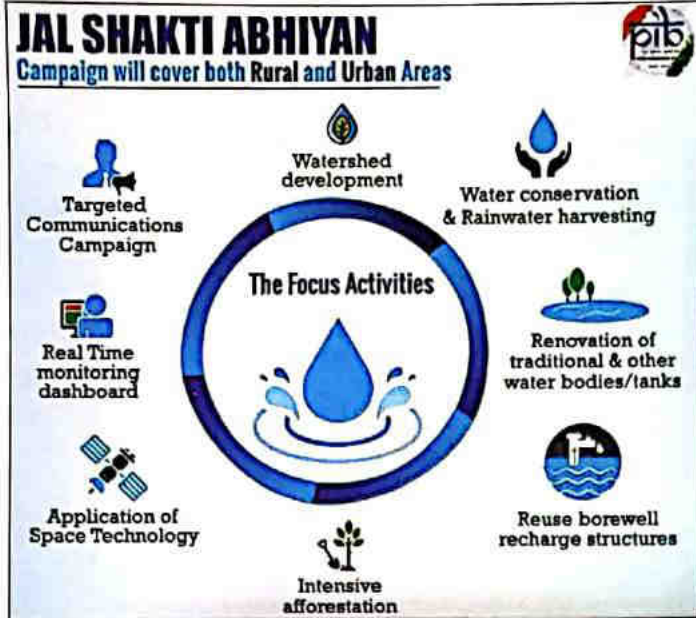 JAL SHAKTI ABHIYAN
Campaign will cover both Rural and Urban Areas
pib
Watershed
development
Water conservation
& Rainwater harvesting
Renovation of
traditional & other
water bodies/tanks
Reuse borewell
recharge structures
Intensive
afforestation
Application of
Space Technology
Real Time
monitoring
dashboard
Targeted
Communications
Campaign
The Focus Activities